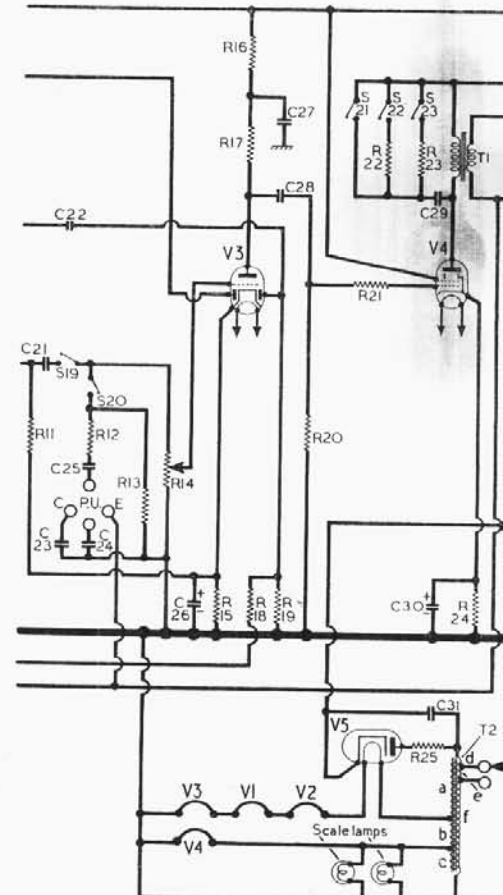 R16
C27
R17
C28
S 21
S 22
S 23
R 22
R 23
T1
C29
C22
V3
V4
R21
C21
S19
S20
R11
R12
C25
R13
R14
R20
C P.U. E
C 23
C 24
C 26
R 15
R 18
R 19
C30
R 24
C31
V5
T2
R25
d
e
a
f
b
c
V3 V1 V2
V4
Scale lamps